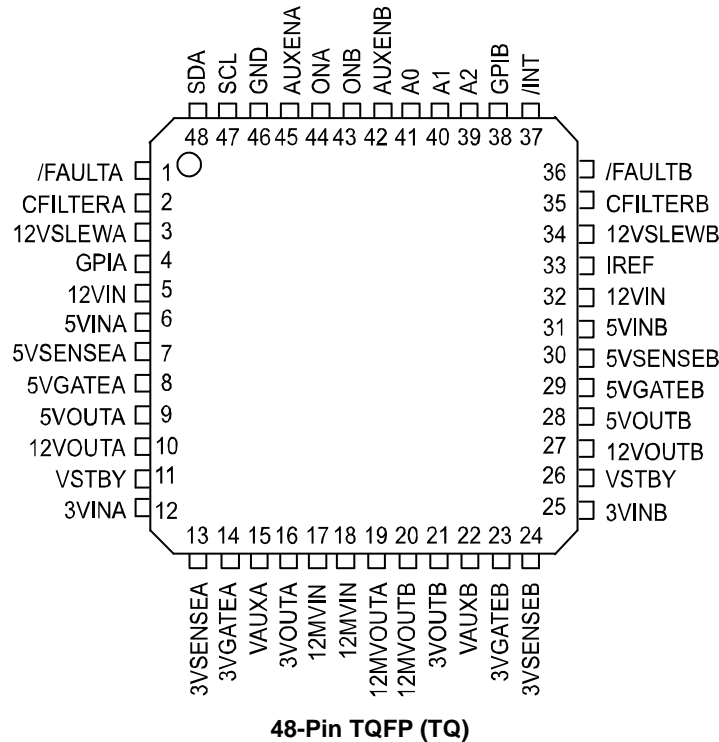 SDA
SCL
GND
AUXENA
ONA
ONB
AUXENB
A0
A1
A2
GPIB
/INT
48 47 46 45 44 43 42 41 40 39 38 37
/FAULTA 1 36 /FAULTB
CFILTERA 2 35 CFILTERB
12VSLEWA 3 34 12VSLEWB
GPIA 4 33 IREF
12VIN 5 32 12VIN
5VINA 6 31 5VINB
5VSENSEA 7 30 5VSENSEB
5VGATEA 8 29 5VGATEB
5VOUTA 9 28 5VOUTB
12VOUTA 10 27 12VOUTB
VSTBY 11 26 VSTBY
3VINA 12 25 3VINB
13 14 15 16 17 18 19 20 21 22 23 24
3VSENSEA
3VGATEA
VAUXA
3VOUTA
12MVIN
12MVIN
12MVOUTA
12MVOUTB
3VOUTB
VAUXB
3VGATEB
3VSENSEB
48-Pin TQFP (TQ)